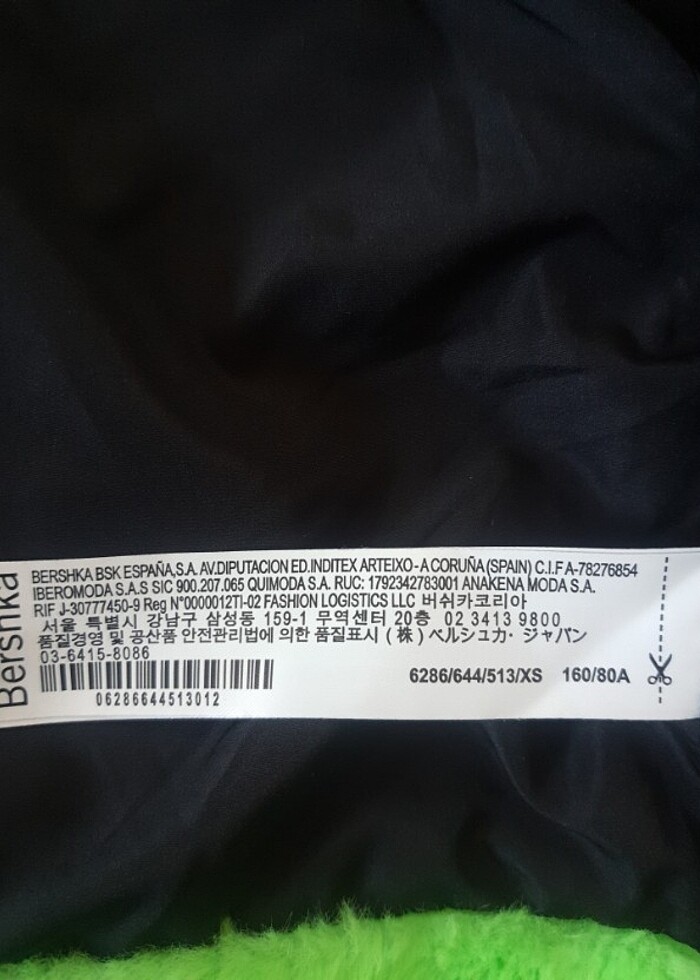 Bershka
BERSHKA BSK ESPAÑA,S.A. AV.DIPUTACION ED.INDITEX ARTEIXO - A CORUÑA (SPAIN) C.I.F A-78276854
IBEROMODA S.A.S SIC 900.207.065 QUIMODA S.A. RUC: 1792342783001 ANAKENA MODA S.A.
RIF J-30777450-9 Reg N°0000012TI-02 FASHION LOGISTICS LLC 버쉬카코리아
서울 특별시 강남구 삼성동 159-1 무역센터 20층 02 3413 9800
품질경영 및 공산품 안전관리법에 의한 품질표시 (株) ベルシュカ· ジャパン
03-6415-8086
06286644513012
6286/644/513/XS 160/80A